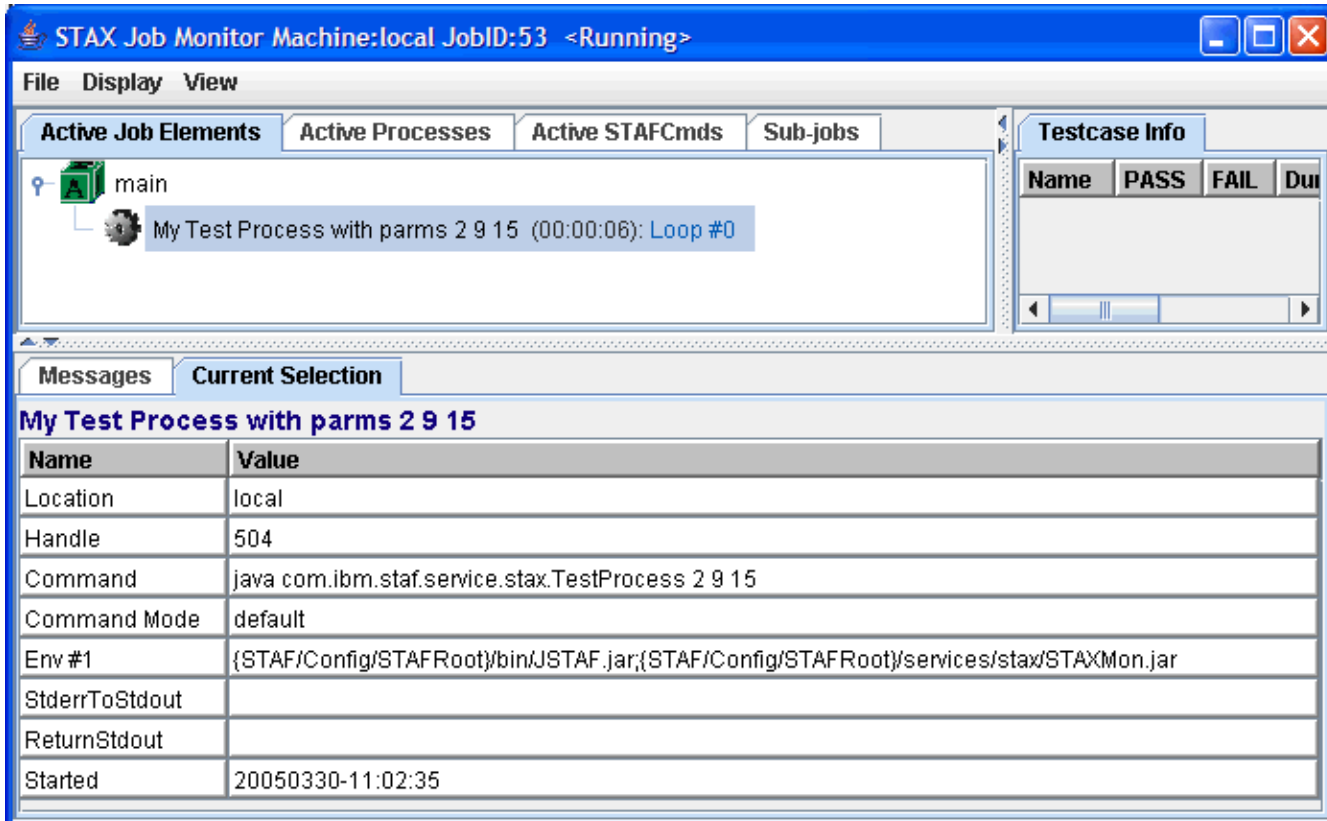 STAX Job Monitor Machine:local JobID:53 <Running>
File Display View
Active Job Elements Active Processes Active STAFCmds Sub-jobs Testcase Info
A main
My Test Process with parms 2 9 15 (00:00:06): Loop #0
Name PASS FAIL Dur
Messages Current Selection
My Test Process with parms 2 9 15
Name Value
Location local
Handle 504
Command java com.ibm.staf.service.stax.TestProcess 2 9 15
Command Mode default
Env #1 {STAF/Config/STAFRoot}/bin/JSTAF.jar;{STAF/Config/STAFRoot}/services/stax/STAXMon.jar
StderrToStdout
ReturnStdout
Started 20050330-11:02:35